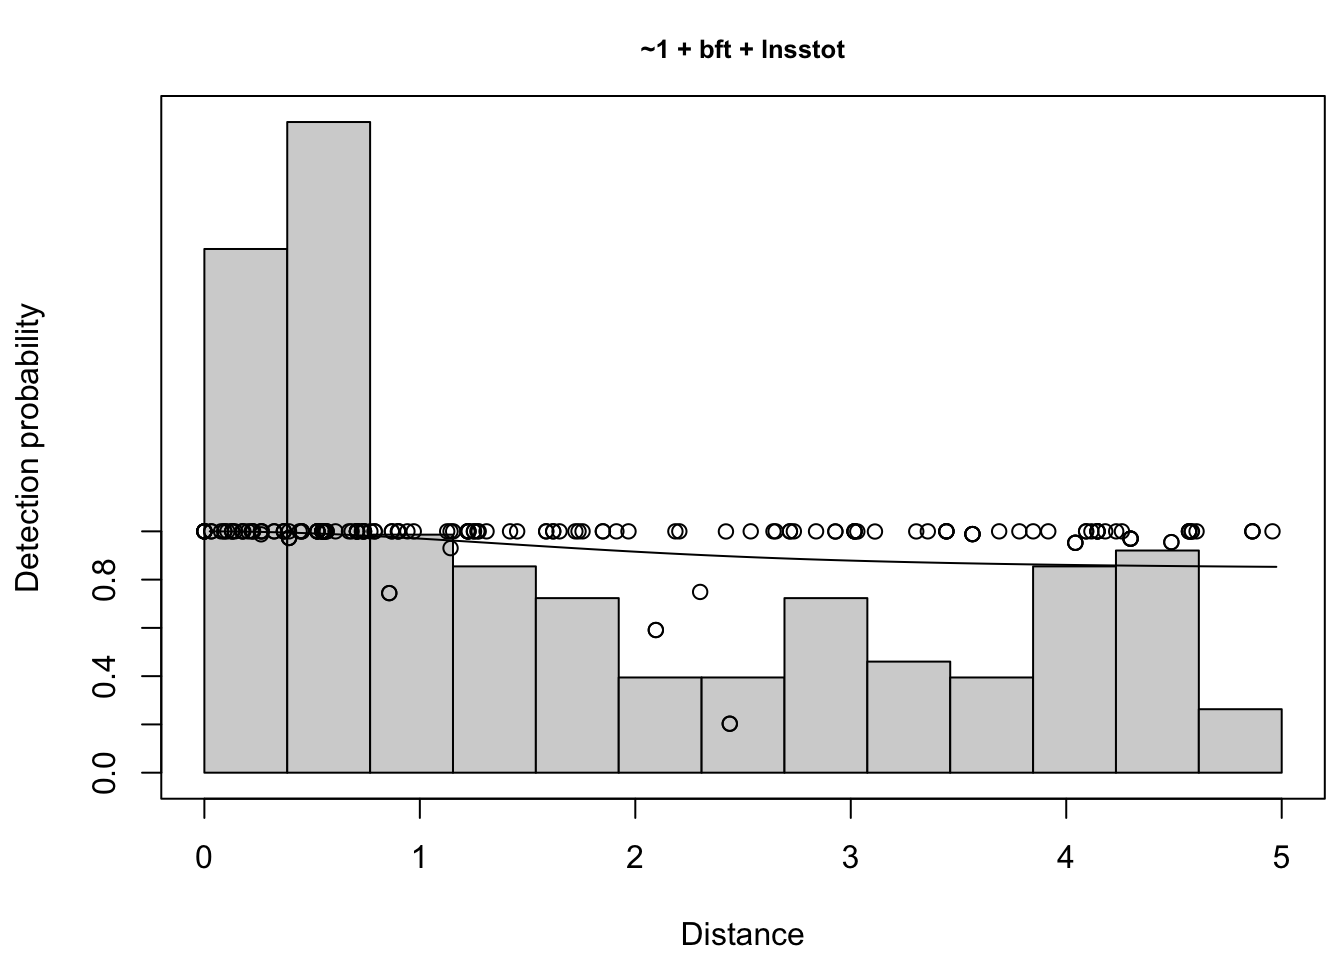 ~1 + bft + lnsstot
Detection probability
0.8
0.4
0.0
0 1 2 3 4 5
Distance